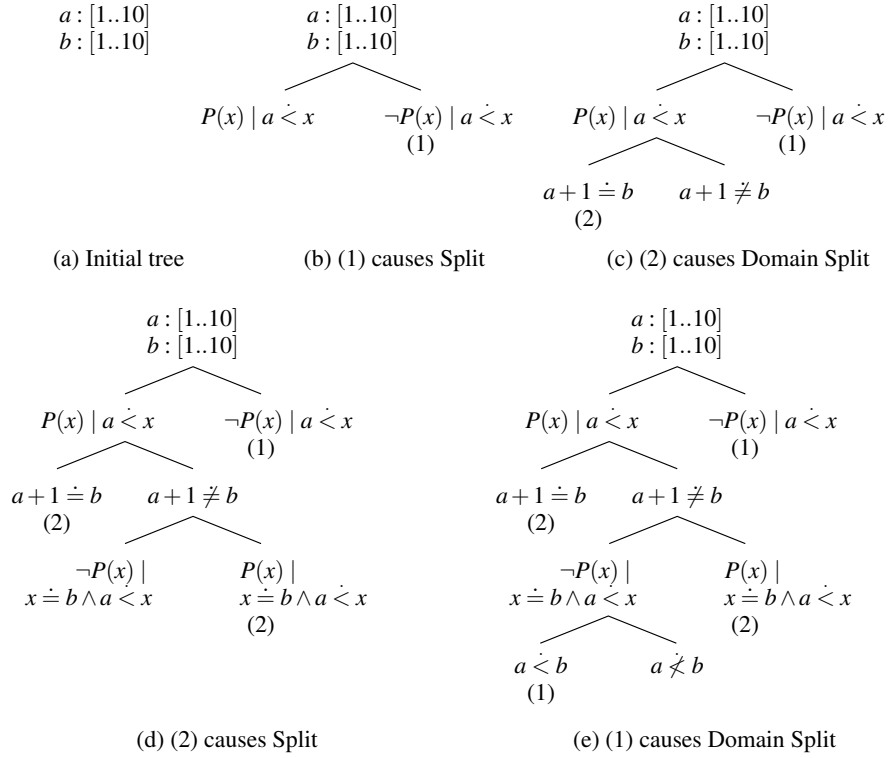 a : [1..10]
b : [1..10]
(a) Initial tree
a : [1..10]
b : [1..10]
P(x) | a <̇ x ¬P(x) | a <̇ x
(1)
(b) (1) causes Split
a : [1..10]
b : [1..10]
P(x) | a <̇ x ¬P(x) | a <̇ x
(1)
a + 1 ≐ b a + 1 ≐̸ b
(2)
(c) (2) causes Domain Split
a : [1..10]
b : [1..10]
P(x) | a <̇ x ¬P(x) | a <̇ x
(1)
a + 1 ≐ b a + 1 ≐̸ b
(2)
¬P(x) | P(x) |
x ≐ b ∧ a <̇ x x ≐ b ∧ a <̇ x
(2)
(d) (2) causes Split
a : [1..10]
b : [1..10]
P(x) | a <̇ x ¬P(x) | a <̇ x
(1)
a + 1 ≐ b a + 1 ≐̸ b
(2)
¬P(x) | P(x) |
x ≐ b ∧ a <̇ x x ≐ b ∧ a <̇ x
(2)
a <̇ b a ≮̇ b
(1)
(e) (1) causes Domain Split